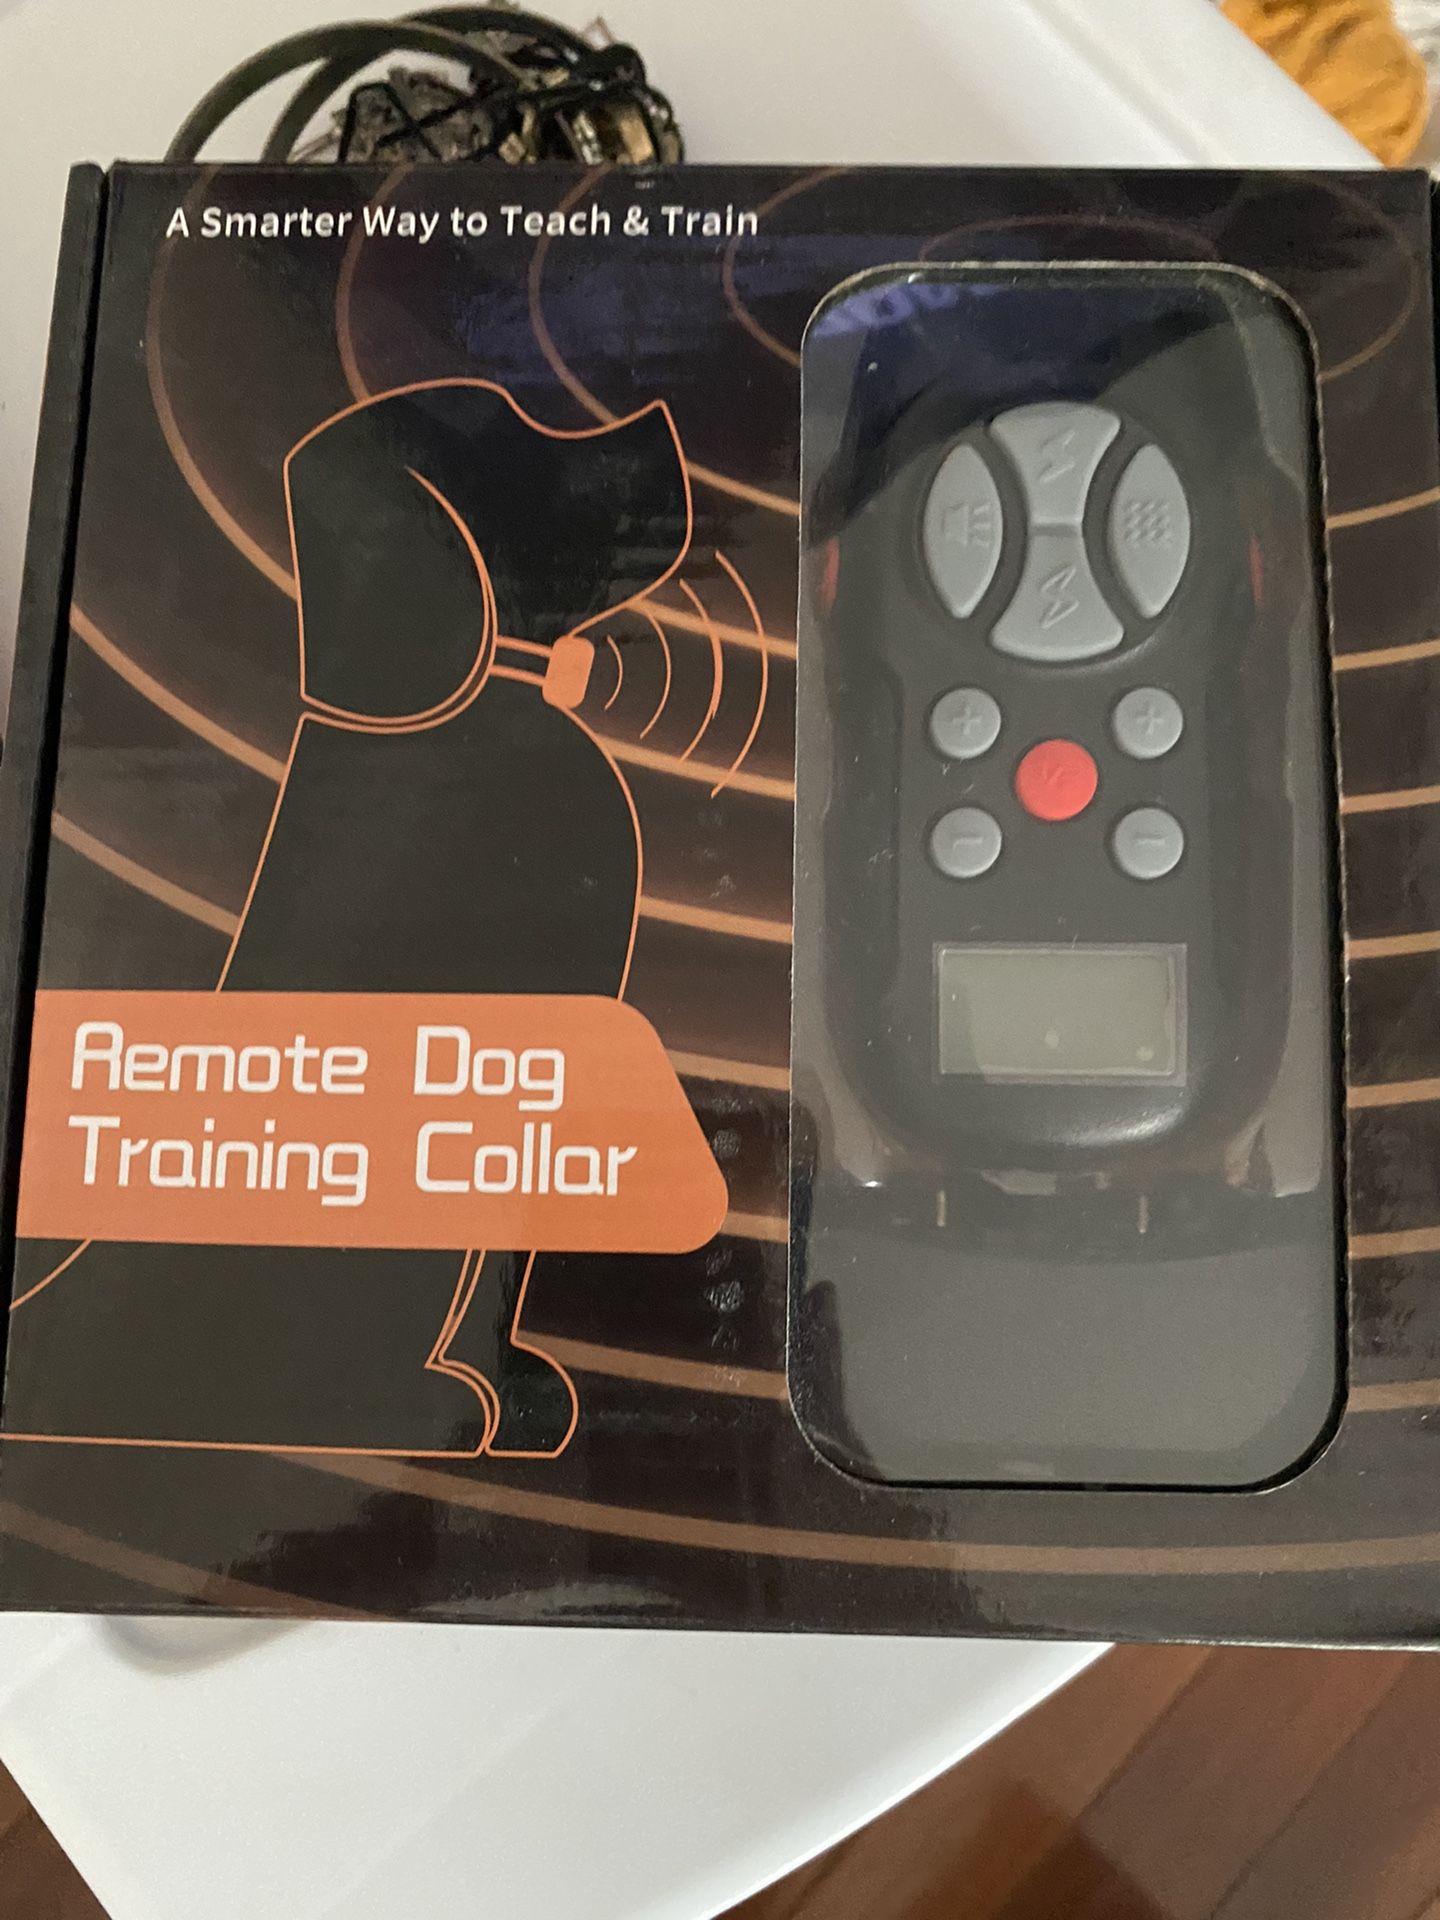 A Smarter Way to Teach & Train
Remote Dog
Training Collar